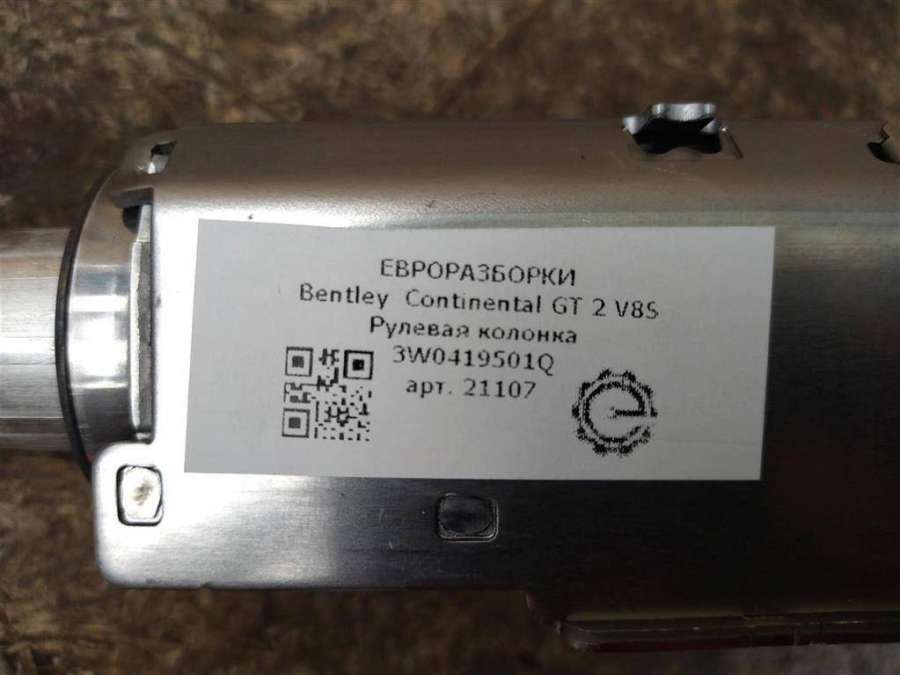 ЕВРОРАЗБОРКИ
Bentley Continental GT 2 V8S
Рулевая колонка
3W0419501Q
арт. 21107